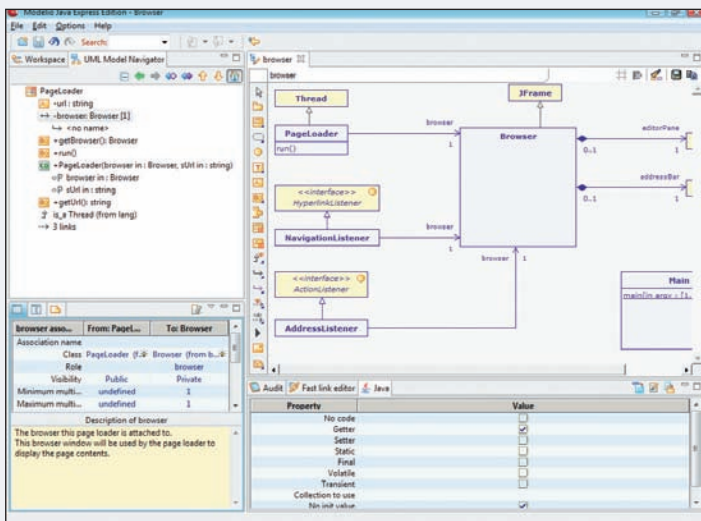 Modelio Java Express Edition - Browser
File Edit Options Help
Search:
Workspace UML Model Navigator
PageLoader
-url : string
-browser: Browser [1]
<no name>
+getBrowser(): Browser
+run()
+PageLoader(browser in : Browser, sUrl in : string)
browser in : Browser
sUrl in : string
+getUrl(): string
is_a Thread (from lang)
3 links
browser asso... From: PageL... To: Browser
Association name
Class PageLoader (f... Browser (from b...
Role browser
Visibility Public Private
Minimum multi... undefined 1
Maximum multi... undefined 1
Description of browser
The browser this page loader is attached to.
This browser window will be used by the page loader to
display the page contents.
browser
browser
Thread
PageLoader
run()
<<interface>>
HyperlinkListener
NavigationListener
<<interface>>
ActionListener
AddressListener
browser
1
browser
1
browser 1
JFrame
Browser
editorPane
0..1 1
addressBar
0..1 1
Main
main(in argv : [1.
Audit Fast link editor Java
Property Value
No code
Getter
Setter
Static
Final
Volatile
Transient
Collection to use
No init value